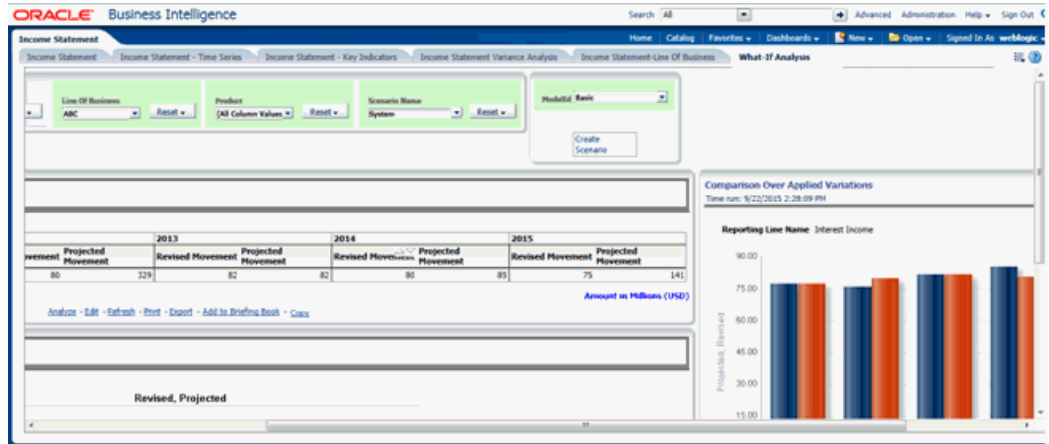 ORACLE Business Intelligence
Search All
Advanced Administration Help Sign Out
Income Statement
Home Catalog Favorites Dashboards New Open Signed In As weblogic
Income Statement
Income Statement - Time Series
Income Statement - Key Indicators
Income Statement Variance Analysis
Income Statement-Line Of Business
What-If Analysis
Line Of Business
ABC
Reset
Product
(All Column Values
Reset
Scenario Name
System
Reset
ModelId Basic
Create
Scenario
Comparison Over Applied Variations
Time run: 9/22/2015 2:28:09 PM
Reporting Line Name Interest Income
2013 2014 2015
Projected Movement
Revised Movement
Projected Movement
Revised Movement
Projected Movement
Revised Movement
Projected Movement
80 329 82 82 80 85 75 141
Amount in Millions (USD)
Analyze - Edit - Refresh - Print - Export - Add to Briefing Book - Copy
Revised, Projected
Projected, Revised
90.00
75.00
60.00
45.00
30.00
15.00